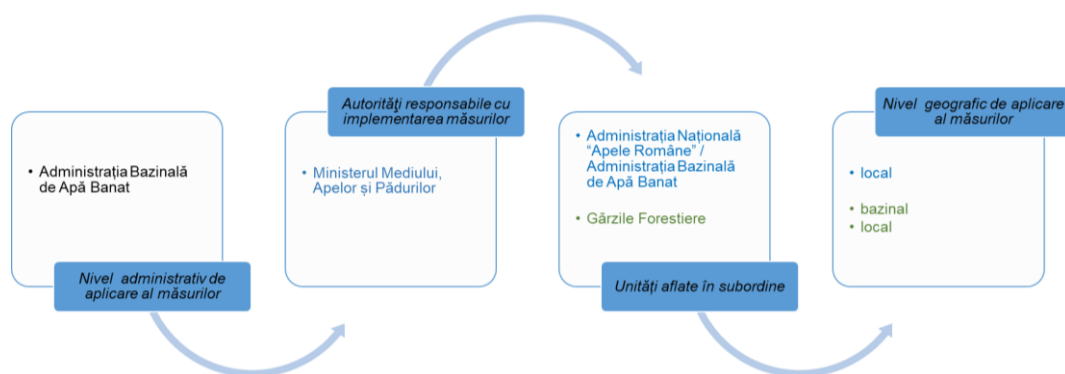 • Administrația Bazinală
de Apă Banat
Nivel administrativ de
aplicare al măsurilor
Autorităţi responsabile cu
implementarea măsurilor
• Ministerul Mediului,
Apelor și Pădurilor
• Administrația Națională
“Apele Române” /
Administrația Bazinală
de Apă Banat
• Gărzile Forestiere
Unități aflate în subordine
Nivel geografic de aplicare
al măsurilor
• local
• bazinal
• local